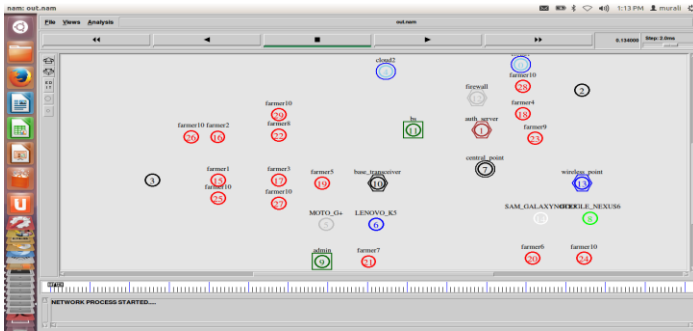 nam: out.nam
1:13 PM murali
File Views Analysis out.nam
0.134000 Step: 2.0ms
cloud2
farmer10
firewall
28
2
farmer10
29
farmer4
18
farmer10 farmer2
26 16
farmer8
22
bs
11
auth_server
1
farmer9
23
central_point
7
3
farmer1
15
farmer3
17
farmer5
19
base_transceiver
10
wireless_point
13
farmer10
25
farmer10
27
MOTO_G+
5
LENOVO_K5
6
8
admin
9
farmer7
21
farmer6
20
farmer10
24
NETWORK PROCESS STARTED....